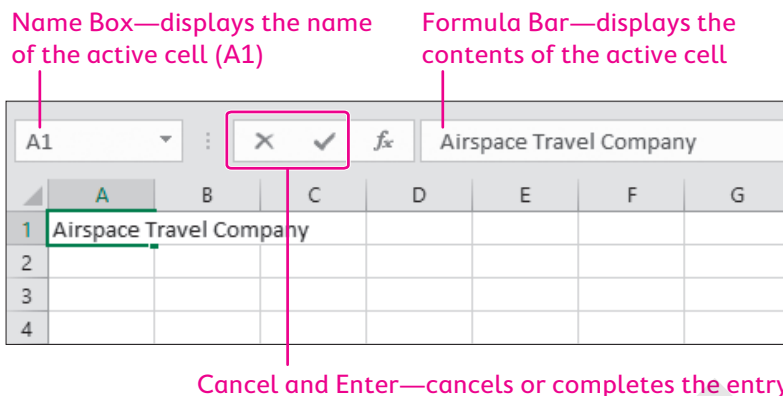 Name Box—displays the name
of the active cell (A1)
Formula Bar—displays the
contents of the active cell
A1 fx Airspace Travel Company
A B C D E F G
1 Airspace Travel Company
2
3
4
Cancel and Enter—cancels or completes the entry